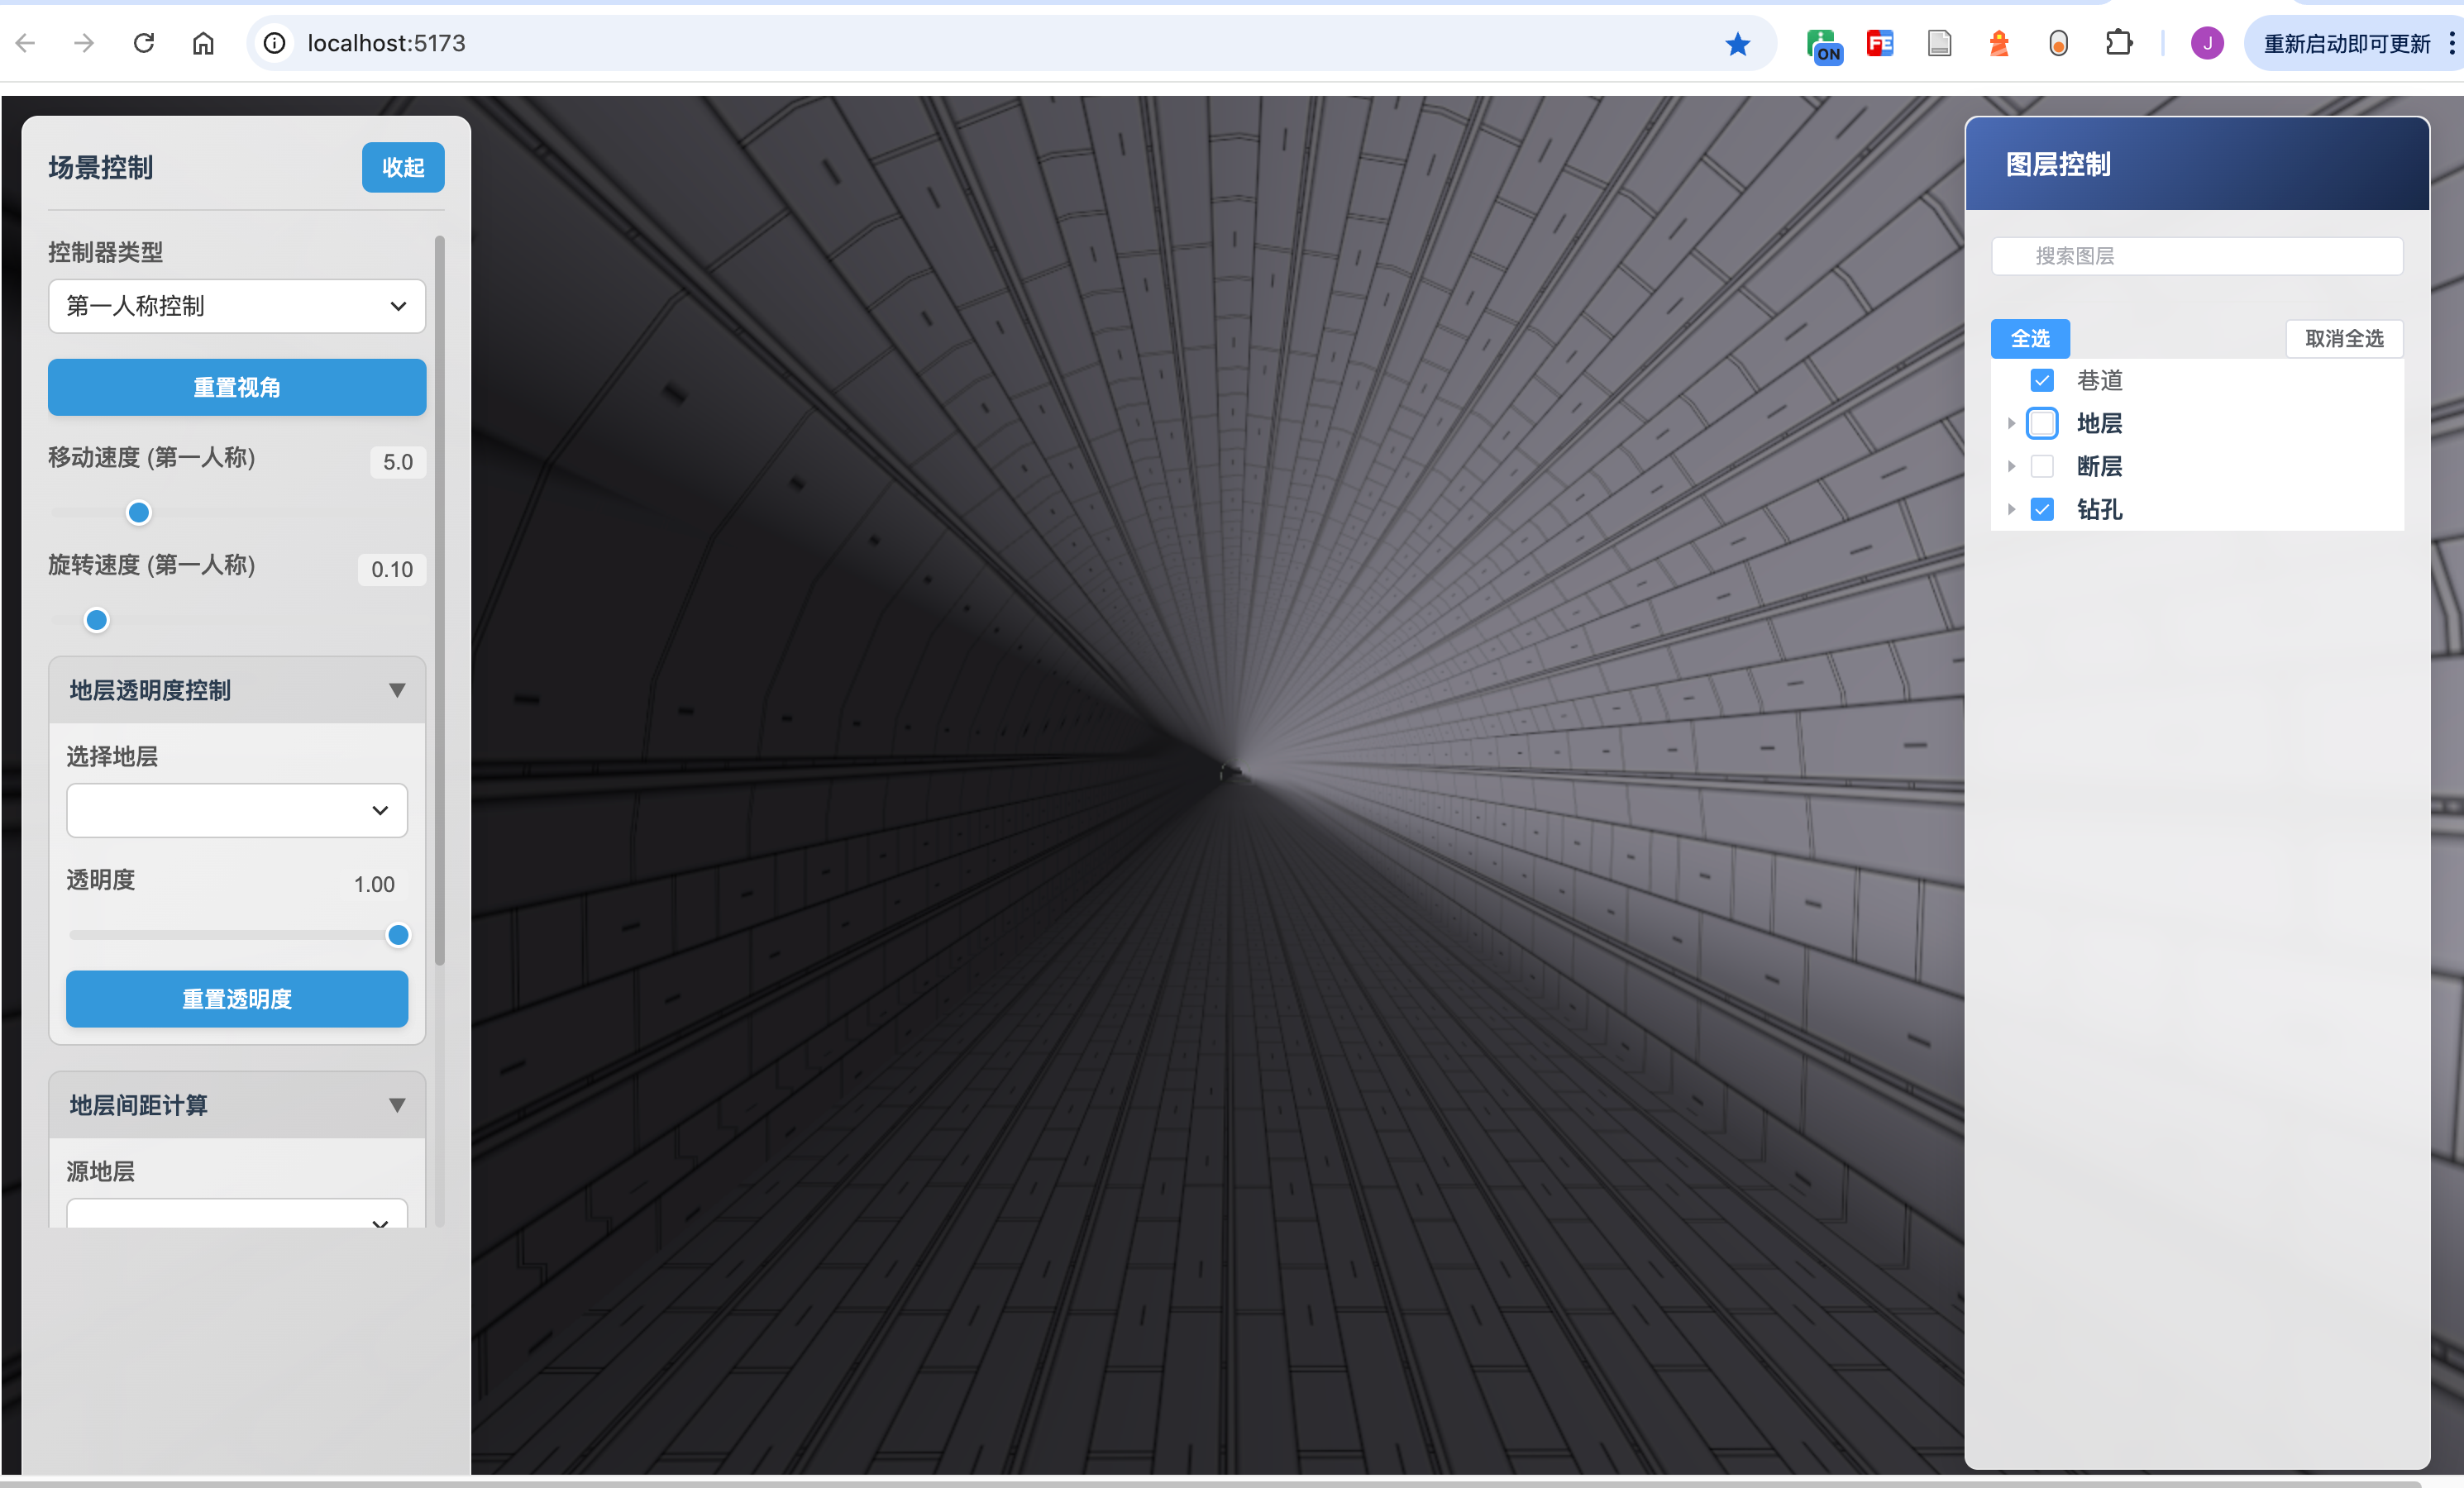 localhost:5173
ON
FE
J
重新启动即可更新
场景控制
收起
控制器类型
第一人称控制
重置视角
移动速度 (第一人称)
5.0
旋转速度 (第一人称)
0.10
地层透明度控制
选择地层
透明度
1.00
重置透明度
地层间距计算
源地层
图层控制
搜索图层
全选
取消全选
巷道
地层
断层
钻孔